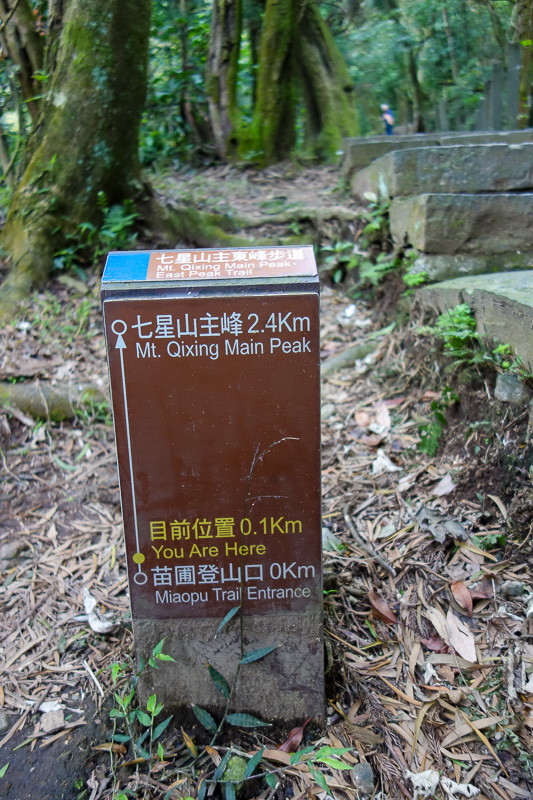 七星山主東峰步道
Mt. Qixing Main Peak-
East Peak Trail
七星山主峰 2.4Km
Mt. Qixing Main Peak
目前位置 0.1Km
You Are Here
苗圃登山口 0Km
Miaopu Trail Entrance